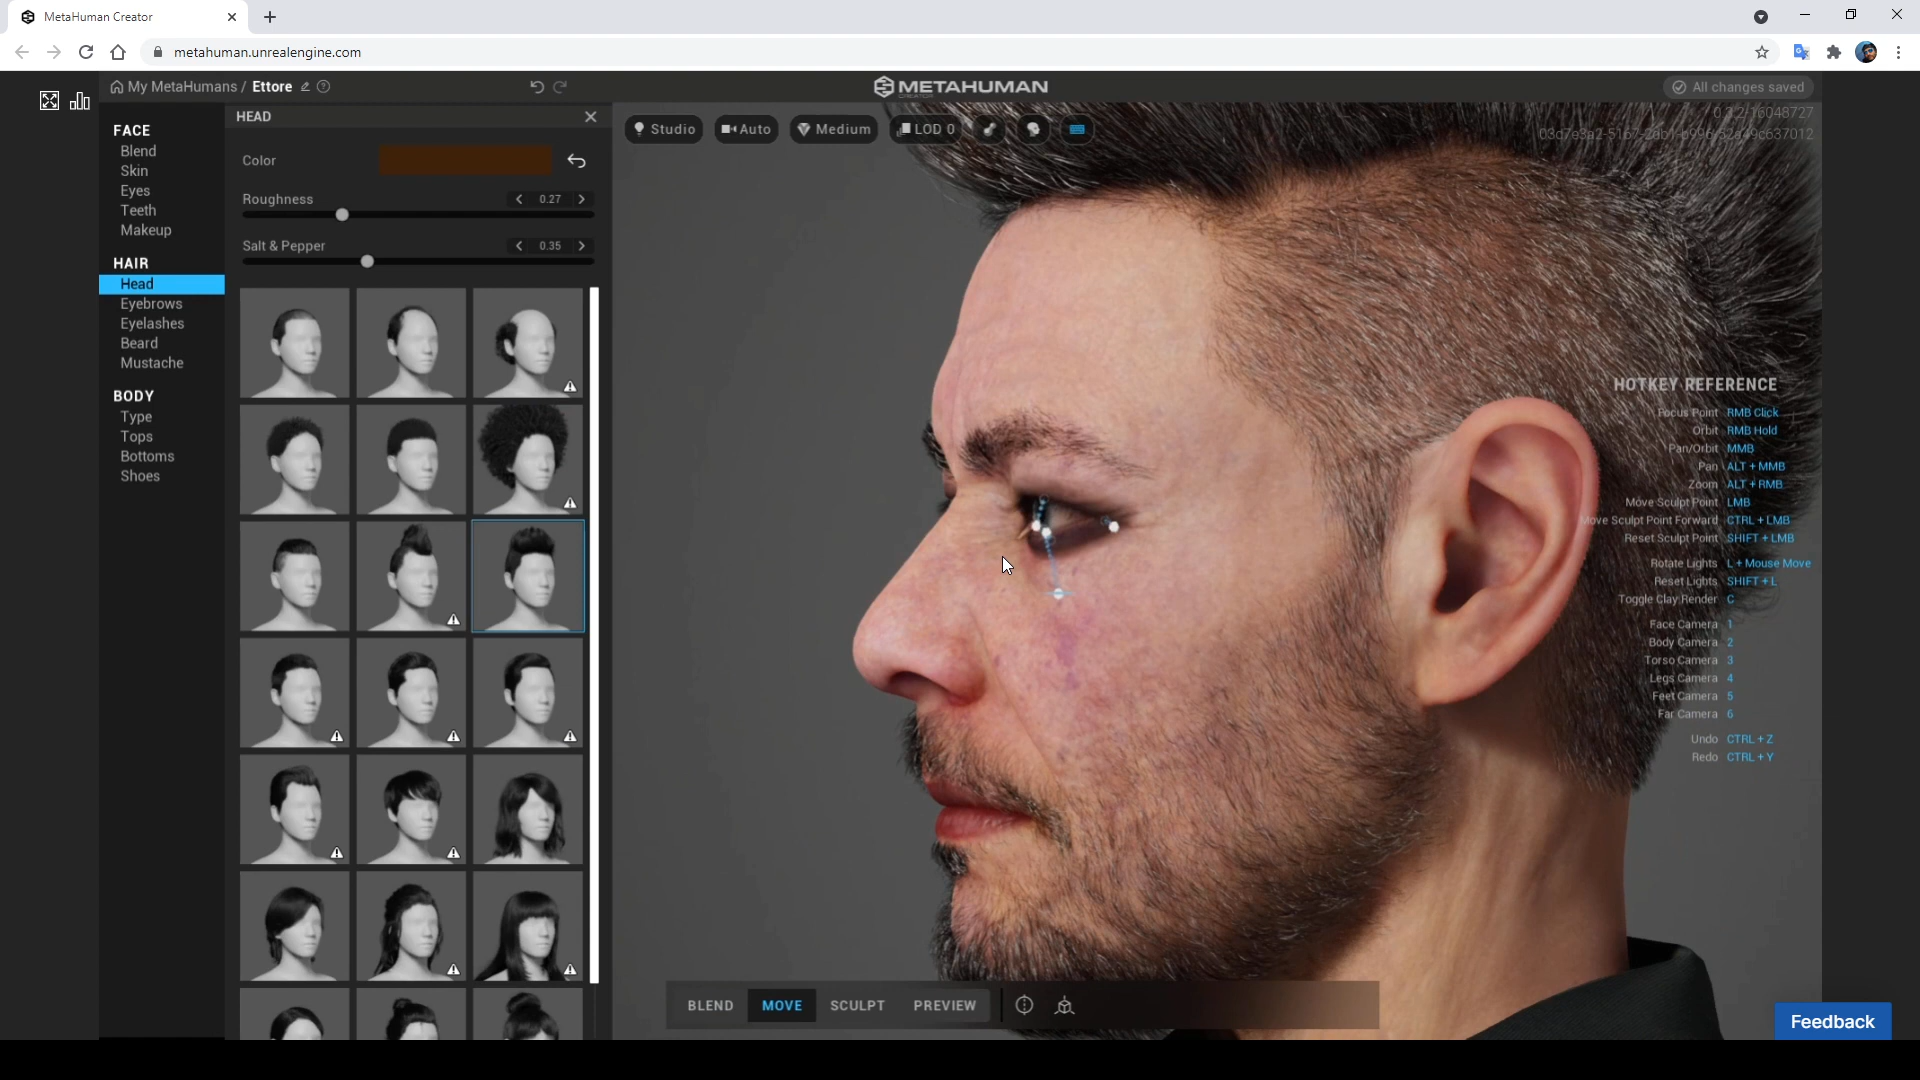 MetaHuman Creator
metahuman.unrealengine.com
My MetaHumans / Ettore
METAHUMAN
CREATOR
All changes saved
FACE
Blend
Skin
Eyes
Teeth
Makeup
HAIR
Head
Eyebrows
Eyelashes
Beard
Mustache
BODY
Type
Tops
Bottoms
Shoes
HEAD
Color
Roughness
0.27
Salt & Pepper
0.35
Studio
Auto
Medium
LOD 0
0.3.2-16048727
HOTKEY REFERENCE
Focus Point RMB Click
Orbit RMB Hold
Pan/Orbit MMB
Pan ALT + MMB
Zoom ALT + RMB
Move Sculpt Point LMB
Move Sculpt Point Forward CTRL + LMB
Reset Sculpt Point SHIFT + LMB
Rotate Lights L + Mouse Move
Reset Lights SHIFT + L
Toggle Clay Render C
Face Camera 1
Body Camera 2
Torso Camera 3
Legs Camera 4
Feet Camera 5
Far Camera 6
Undo CTRL + Z
Redo CTRL + Y
BLEND
MOVE
SCULPT
PREVIEW
Feedback